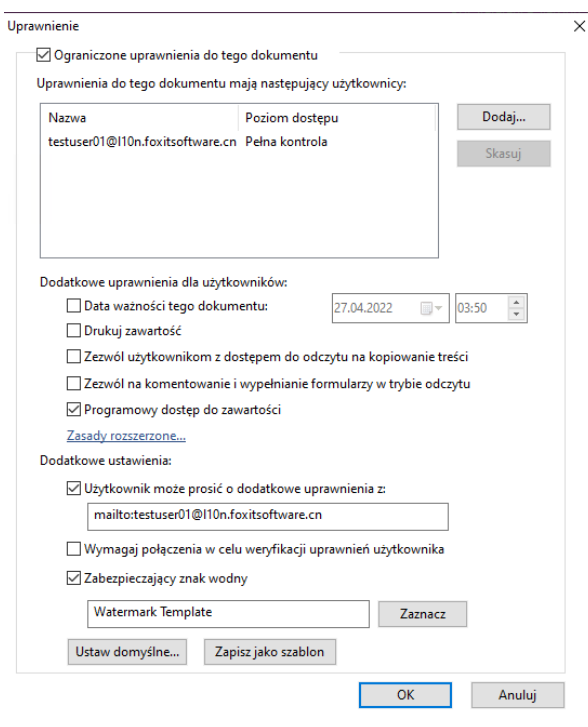 Uprawnienie
Ograniczone uprawnienia do tego dokumentu
Uprawnienia do tego dokumentu mają następujący użytkownicy:
Nazwa Poziom dostępu
testuser01@l10n.foxitsoftware.cn Pełna kontrola
Dodaj...
Skasuj
Dodatkowe uprawnienia dla użytkowników:
Data ważności tego dokumentu: 27.04.2022 03:50
Drukuj zawartość
Zezwól użytkownikom z dostępem do odczytu na kopiowanie treści
Zezwól na komentowanie i wypełnianie formularzy w trybie odczytu
Programowy dostęp do zawartości
Zasady rozszerzone...
Dodatkowe ustawienia:
Użytkownik może prosić o dodatkowe uprawnienia z:
mailto:testuser01@l10n.foxitsoftware.cn
Wymagaj połączenia w celu weryfikacji uprawnień użytkownika
Zabezpieczający znak wodny
Watermark Template Zaznacz
Ustaw domyślne... Zapisz jako szablon
OK Anuluj